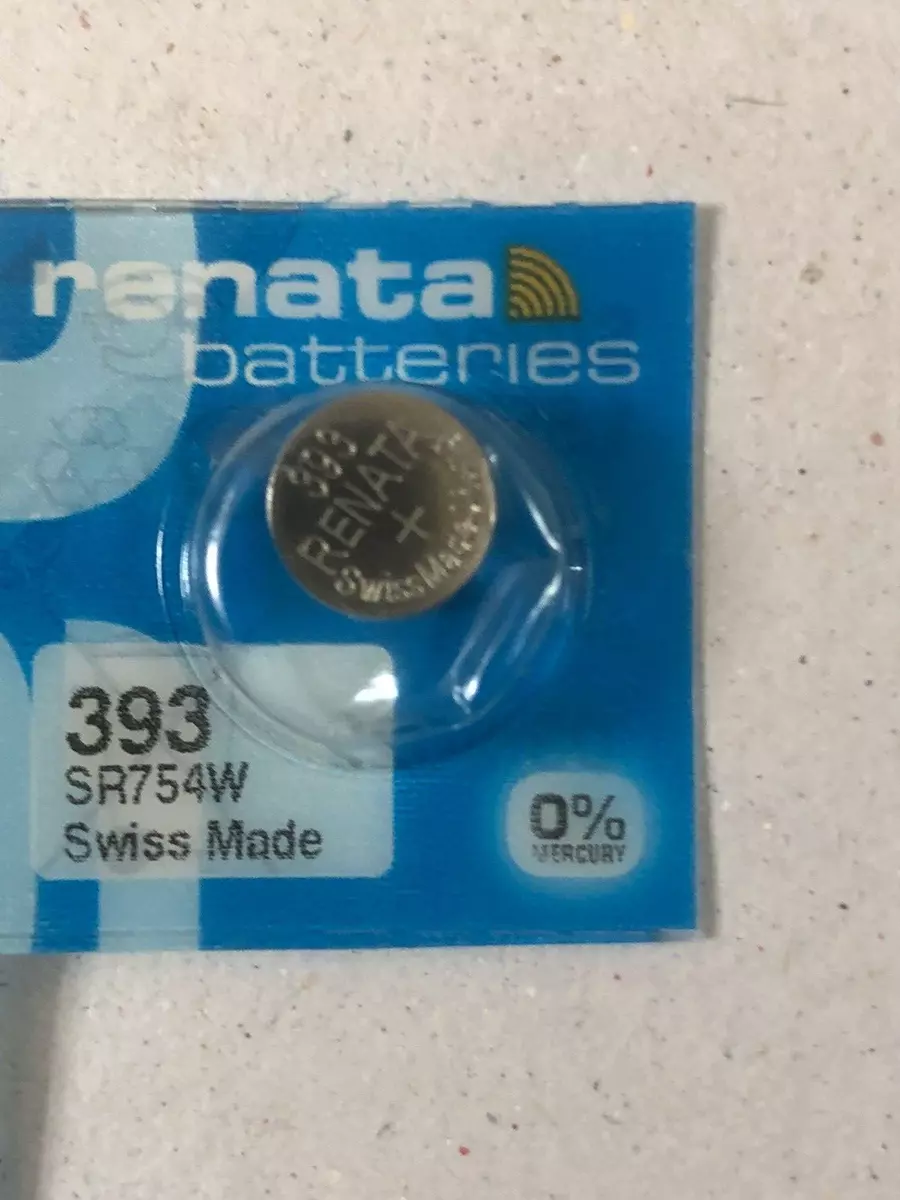 renata
batteries
393
RENATA
+
Swiss Made
393
SR754W
Swiss Made
0%
MERCURY